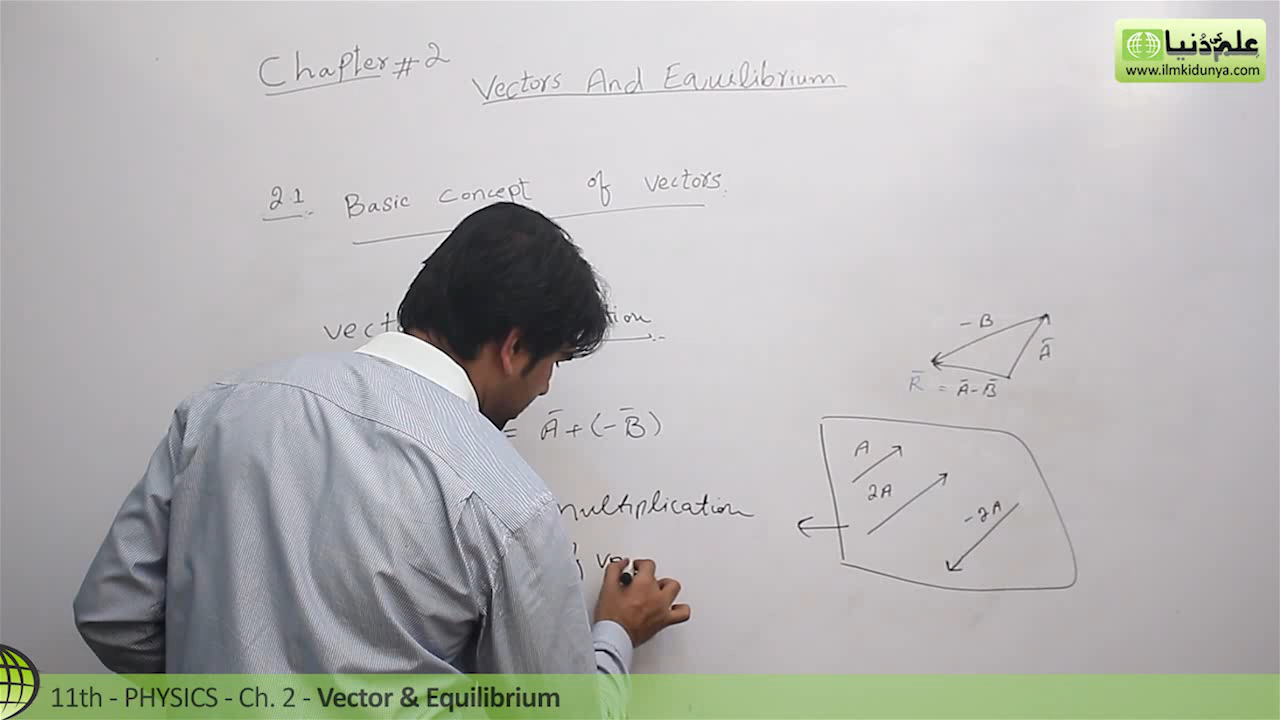 علم کی دنیا
www.ilmkidunya.com
Chapter # 2
Vectors And Equilibrium
2.1 Basic concept of vectors.
= Ā + (-B̄)
multiplication
-B
Ā
R̄ = Ā - B̄
A
2A
-2A
11th - PHYSICS - Ch. 2 - Vector & Equilibrium